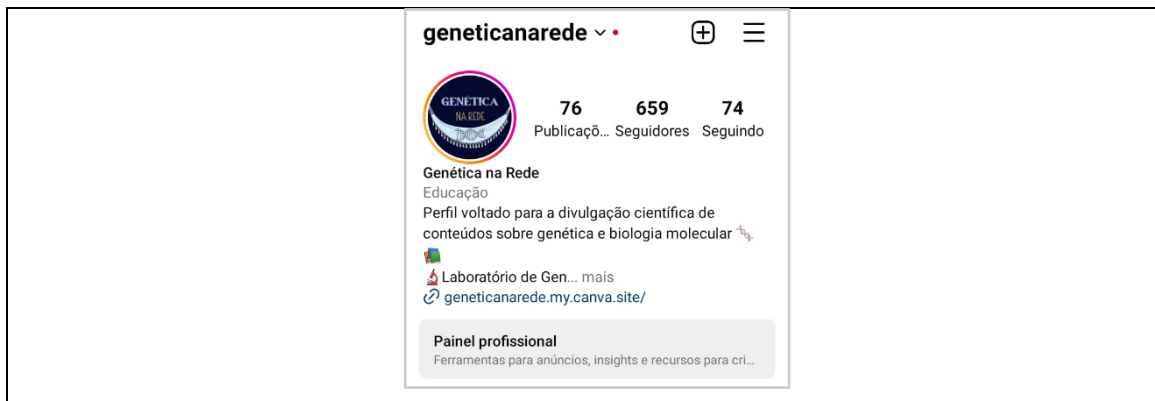 geneticanarede
GENÉTICA
NA REDE
76 659 74
Publicaçõ... Seguidores Seguindo
Genética na Rede
Educação
Perfil voltado para a divulgação científica de
conteúdos sobre genética e biologia molecular 🧬
📚
🔬Laboratório de Gen... mais
geneticanarede.my.canva.site/
Painel profissional
Ferramentas para anúncios, insights e recursos para cri...